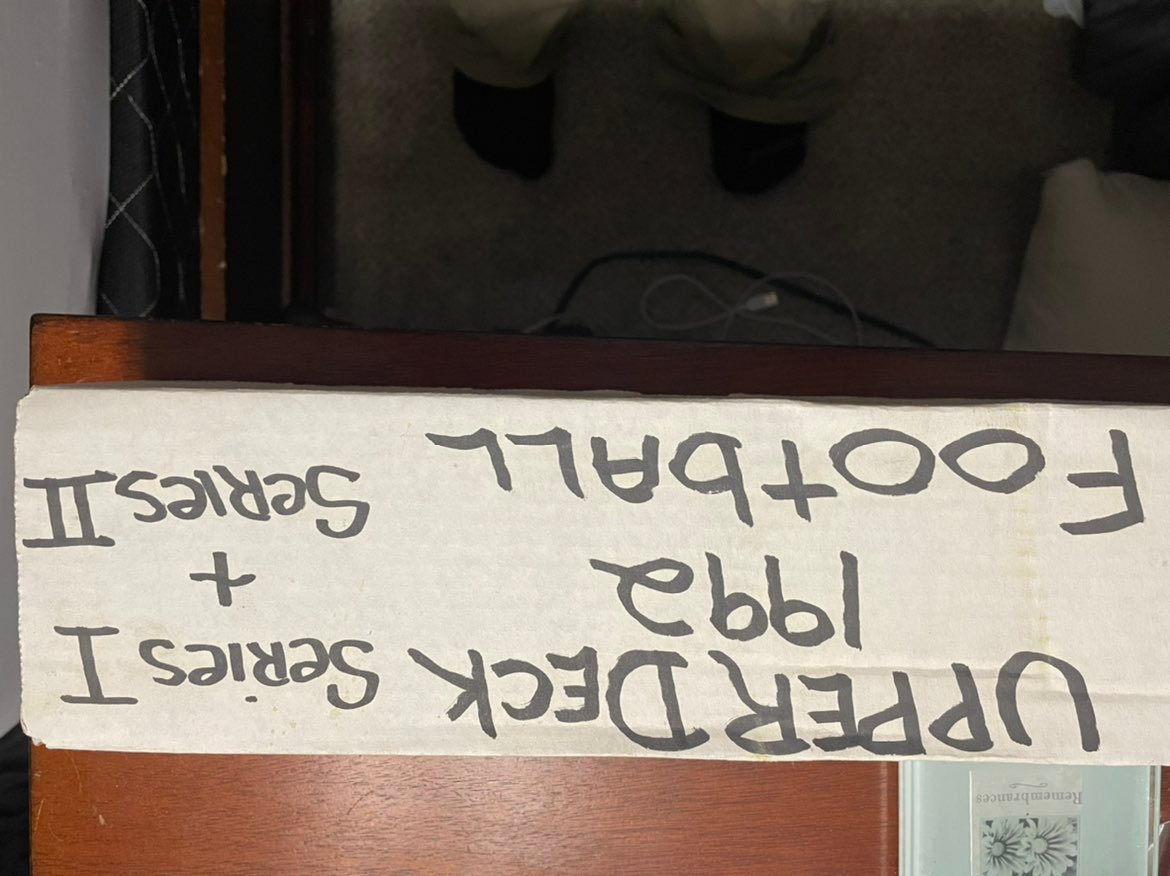 UPPER DECK
1992
FOOtbALL
SeRieS I
+
SeRieS II
Remembrances